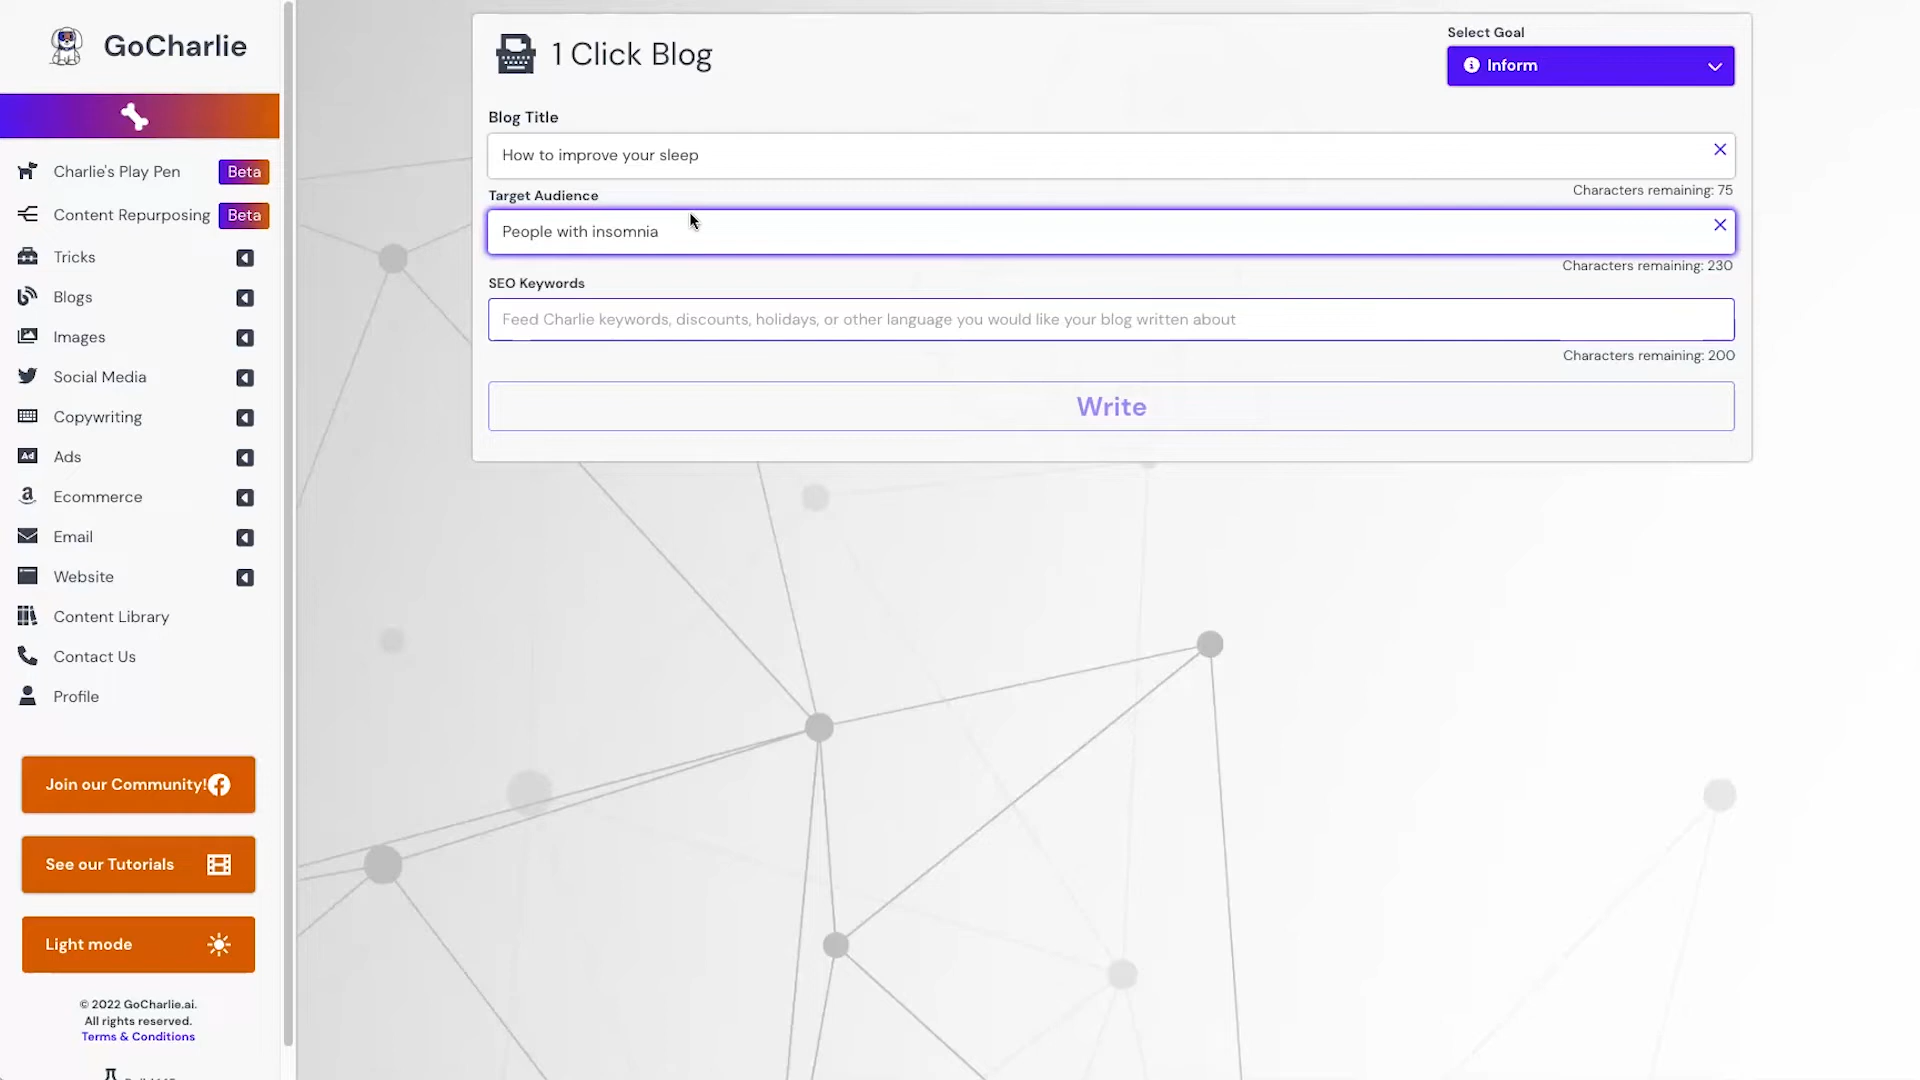 GoCharlie
Charlie's Play Pen Beta
Content Repurposing Beta
Tricks
Blogs
Images
Social Media
Copywriting
Ad Ads
Ecommerce
Email
Website
Content Library
Contact Us
Profile
Join our Community!
See our Tutorials
Light mode
© 2022 GoCharlie.ai.
All rights reserved.
Terms & Conditions
1 Click Blog
Select Goal
Inform
Blog Title
How to improve your sleep
Characters remaining: 75
Target Audience
People with insomnia
Characters remaining: 230
SEO Keywords
Feed Charlie keywords, discounts, holidays, or other language you would like your blog written about
Characters remaining: 200
Write